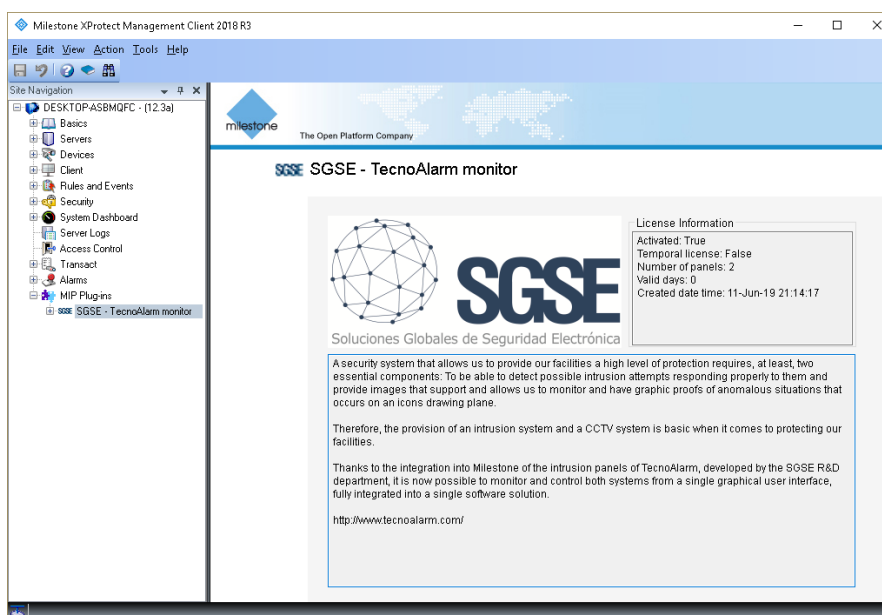 Milestone XProtect Management Client 2018 R3
File Edit View Action Tools Help
Site Navigation
DESKTOP-ASBMQFC - (12.3a)
Basics
Servers
Devices
Client
Rules and Events
Security
System Dashboard
Server Logs
Access Control
Transact
Alarms
MIP Plug-ins
SGSE SGSE - TecnoAlarm monitor
milestone
The Open Platform Company
SGSE SGSE - TecnoAlarm monitor
SGSE
Soluciones Globales de Seguridad Electrónica
License Information
Activated: True
Temporal license: False
Number of panels: 2
Valid days: 0
Created date time: 11-Jun-19 21:14:17
A security system that allows us to provide our facilities a high level of protection requires, at least, two
essential components: To be able to detect possible intrusion attempts responding properly to them and
provide images that support and allows us to monitor and have graphic proofs of anomalous situations that
occurs on an icons drawing plane.
Therefore, the provision of an intrusion system and a CCTV system is basic when it comes to protecting our
facilities.
Thanks to the integration into Milestone of the intrusion panels of TecnoAlarm, developed by the SGSE R&D
department, it is now possible to monitor and control both systems from a single graphical user interface,
fully integrated into a single software solution.
http://www.tecnoalarm.com/